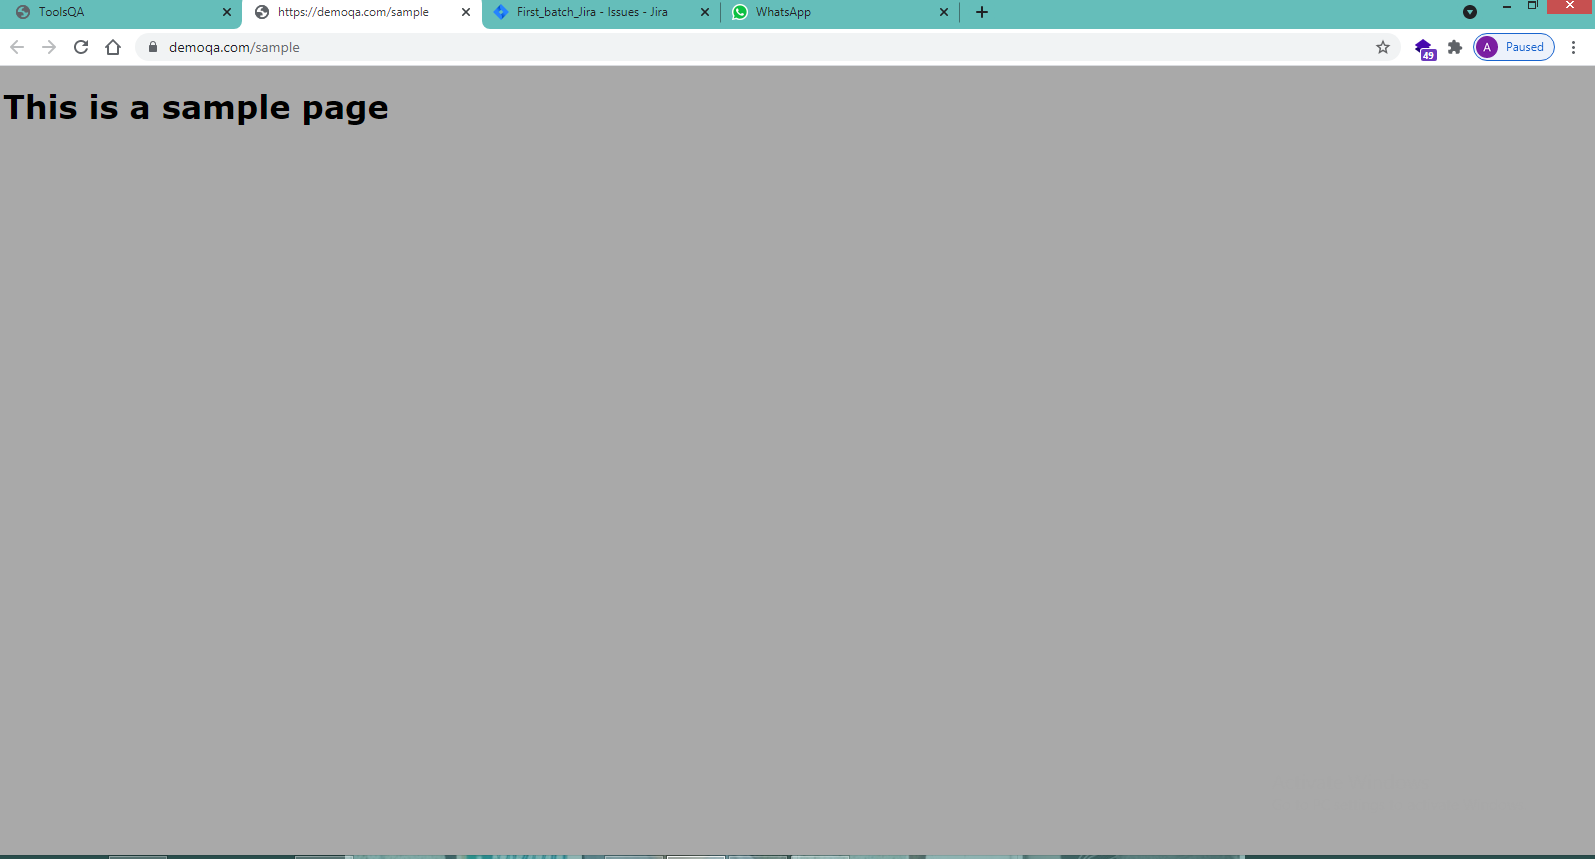 ToolsQA
https://demoqa.com/sample
First_batch_Jira - Issues - Jira
WhatsApp
demoqa.com/sample
49
A
Paused
This is a sample page